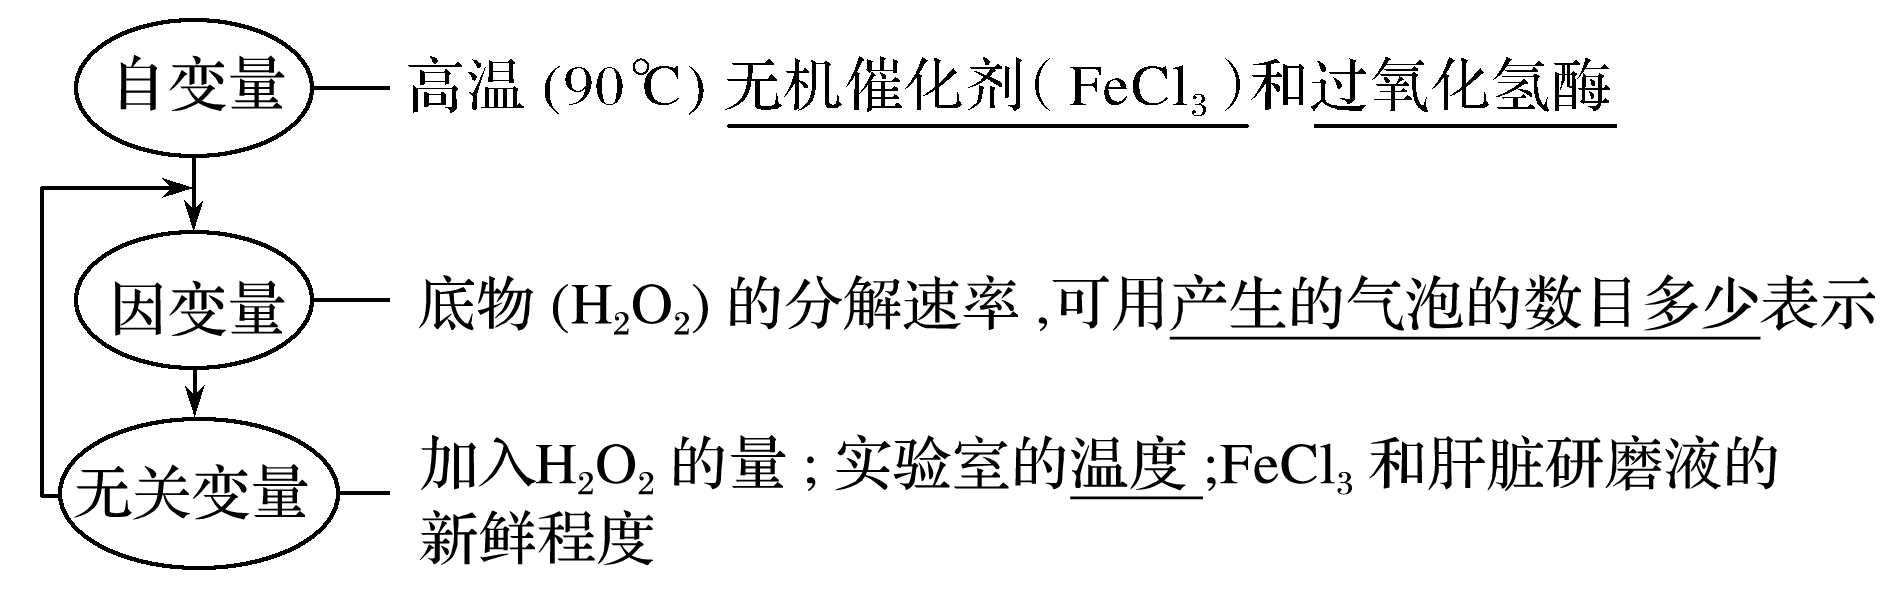 自变量 高温 (90℃) 无机催化剂( FeCl₃ )和过氧化氢酶
因变量 底物 (H₂O₂) 的分解速率 ,可用产生的气泡的数目多少表示
无关变量 加入H₂O₂ 的量 ; 实验室的温度 ;FeCl₃ 和肝脏研磨液的
新鲜程度